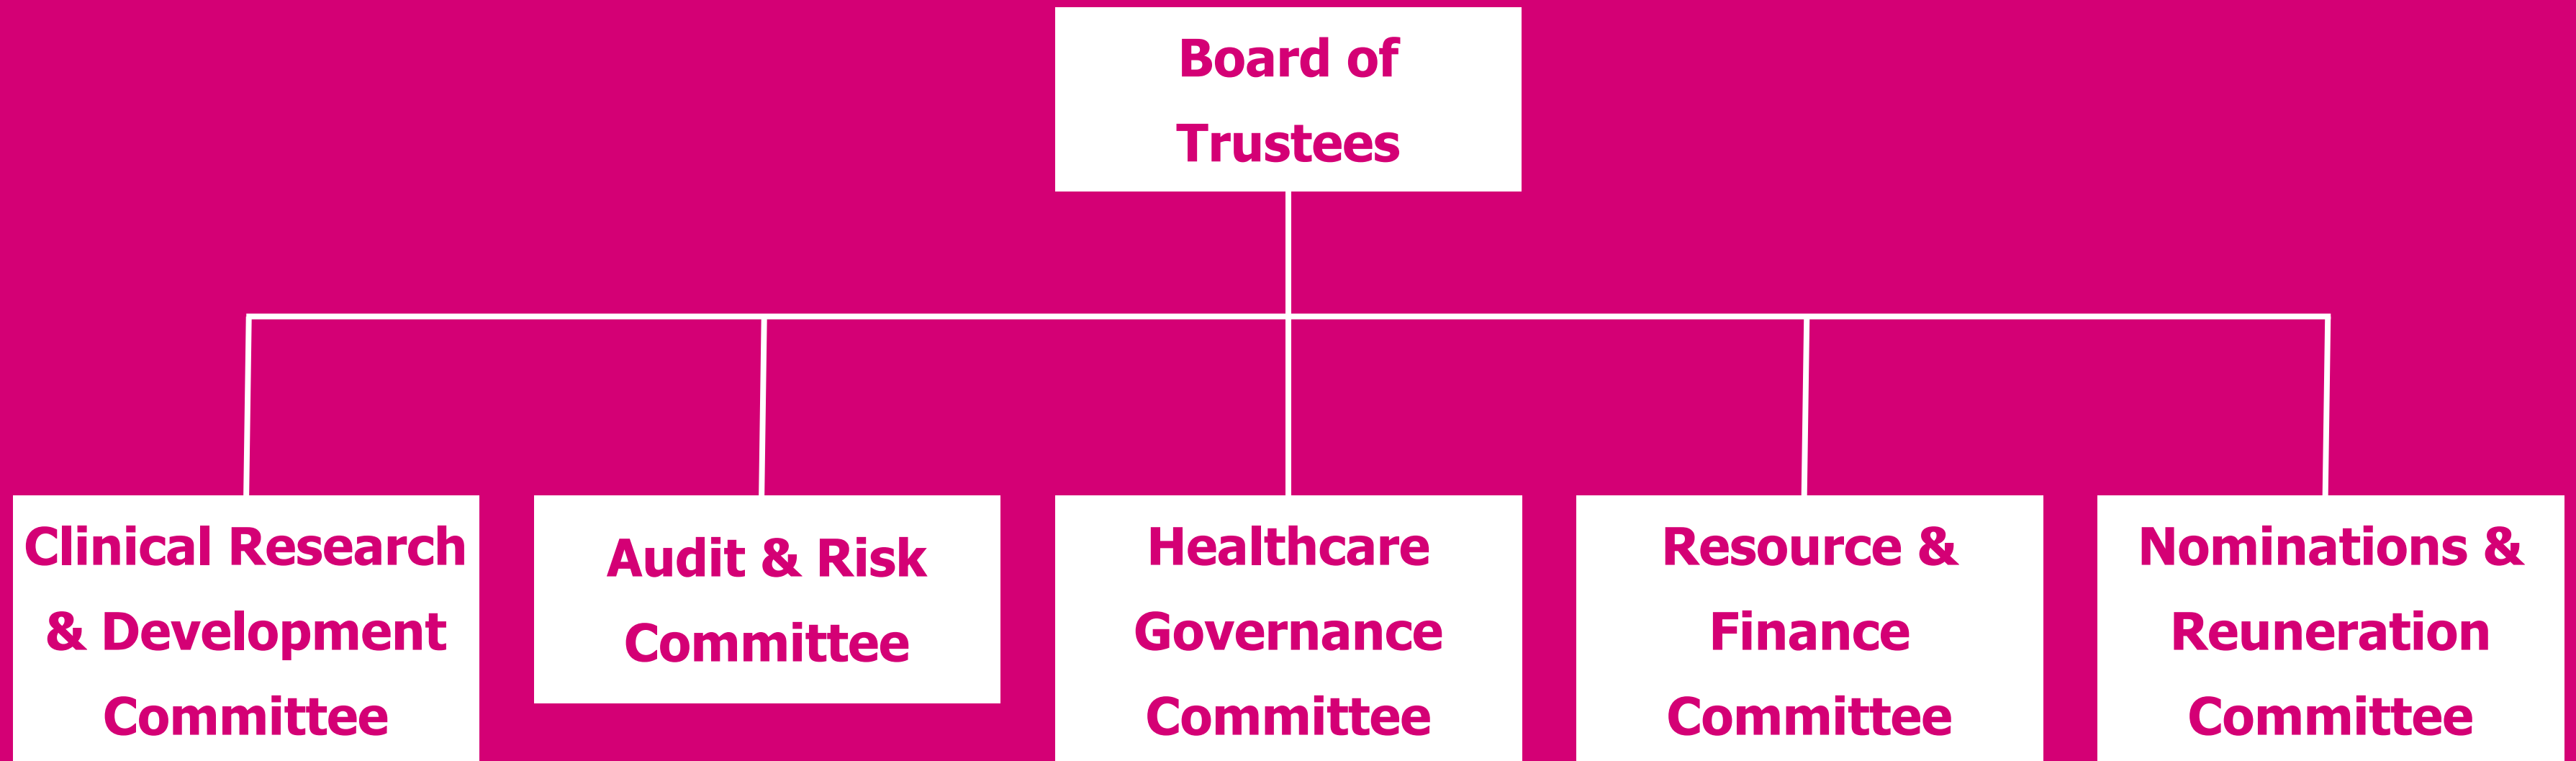 Board of
Trustees
Clinical Research
& Development
Committee
Audit & Risk
Committee
Healthcare
Governance
Committee
Resource &
Finance
Committee
Nominations &
Reuneration
Committee